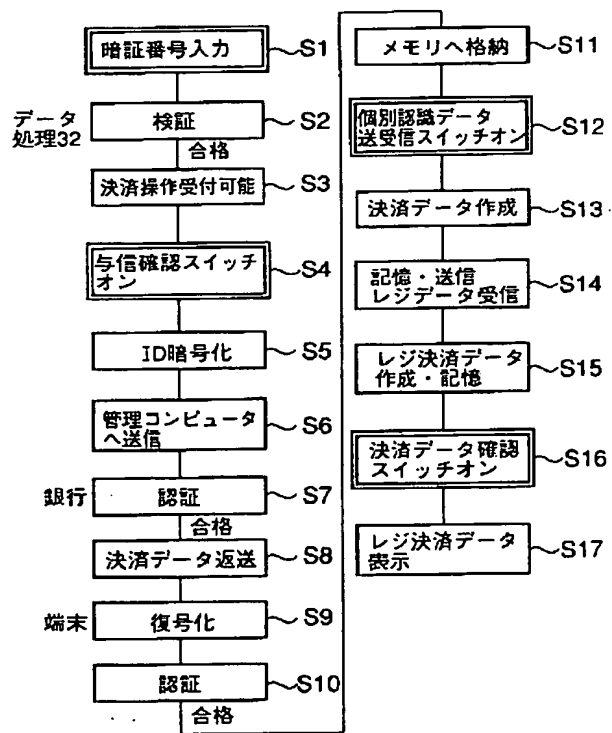 暗証番号入力 S1
データ
処理32
検証 S2
合格
決済操作受付可能 S3
与信確認スイッチ
オン S4
ID暗号化 S5
管理コンピュータ
へ送信 S6
銀行 認証 S7
合格
決済データ返送 S8
端末 復号化 S9
認証 S10
合格
メモリへ格納 S11
個別認識データ
送受信スイッチオン S12
決済データ作成 S13
記憶・送信
レジデータ受信 S14
レジ決済データ
作成・記憶 S15
決済データ確認
スイッチオン S16
レジ決済データ
表示 S17